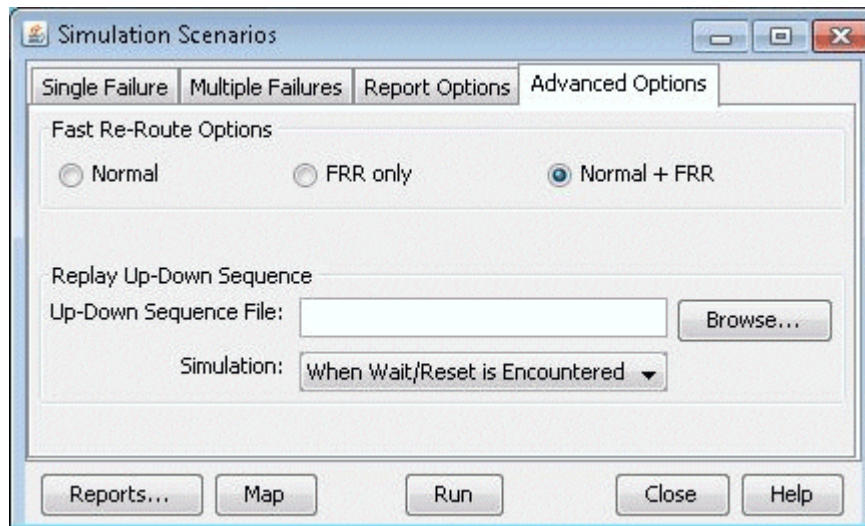 Simulation Scenarios
Single Failure Multiple Failures Report Options Advanced Options
Fast Re-Route Options
Normal FRR only Normal + FRR
Replay Up-Down Sequence
Up-Down Sequence File: Browse...
Simulation: When Wait/Reset is Encountered
Reports... Map Run Close Help